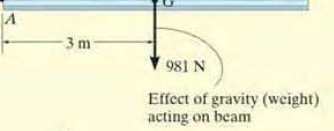 G
A
3 m
981 N
Effect of gravity (weight)
acting on beam